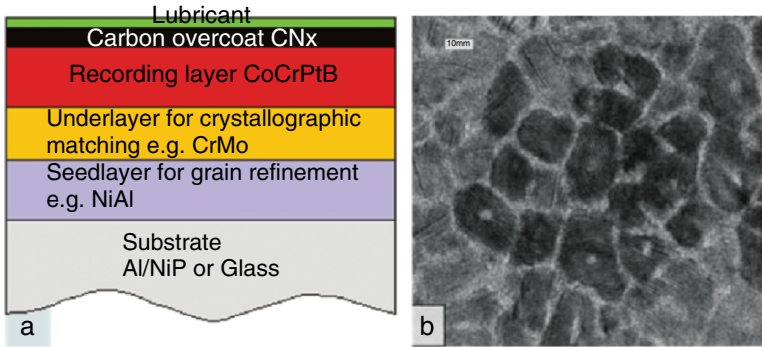 Lubricant
Carbon overcoat CNx
Recording layer CoCrPtB
Underlayer for crystallographic
matching e.g. CrMo
Seedlayer for grain refinement
e.g. NiAl
Substrate
Al/NiP or Glass
a
10mm
b